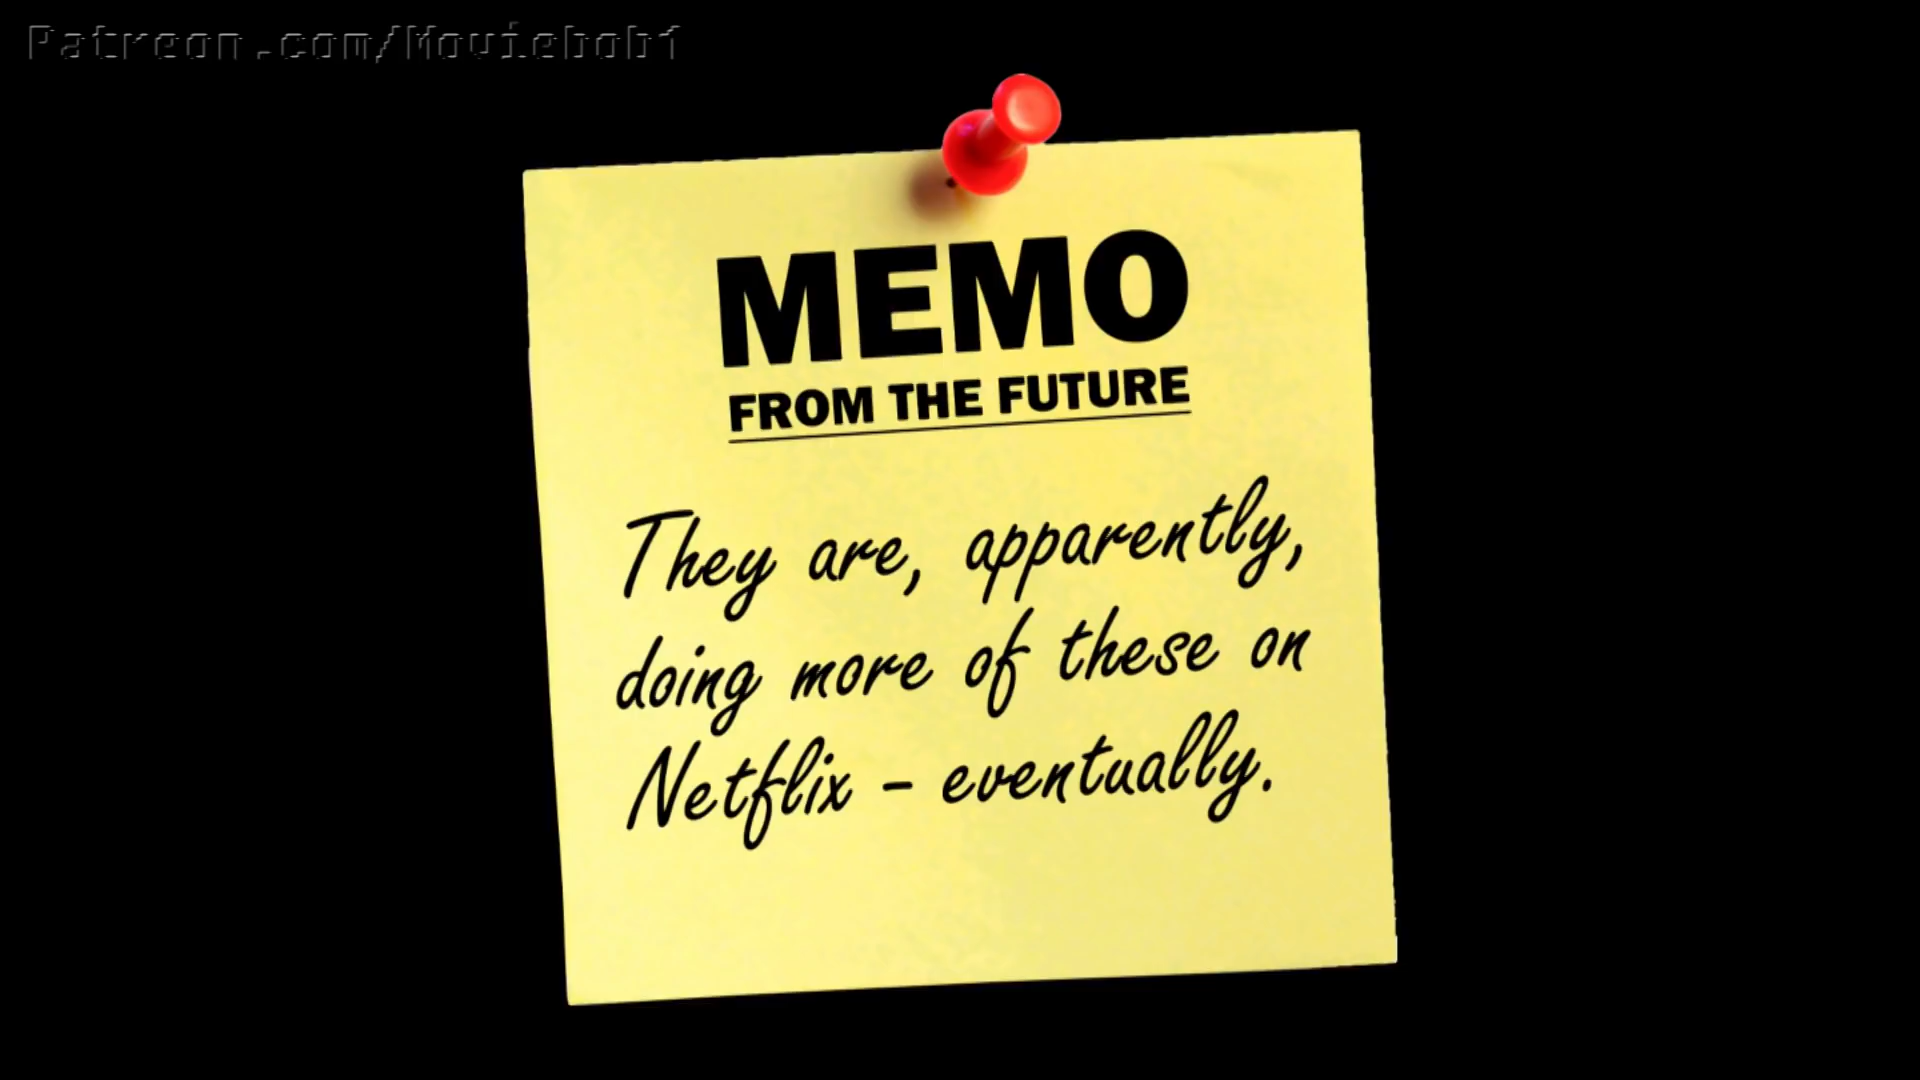 Patreon.com/Moviebob1
MEMO
FROM THE FUTURE
They are, apparently,
doing more of these on
Netflix - eventually.